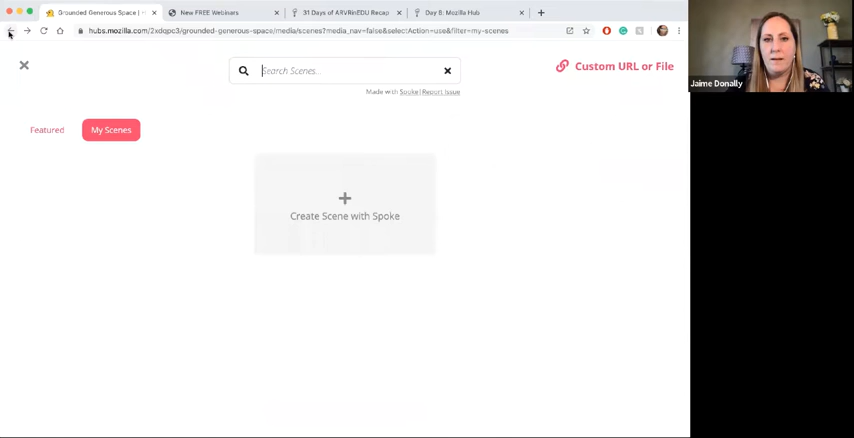 Grounded Generous Space | H
New FREE Webinars
31 Days of ARVRinEDU Recap
Day 8: Mozilla Hub
hubs.mozilla.com/2xdqpc3/grounded-generous-space/media/scenes?media_nav=false&selectAction=use&filter=my-scenes
Jaime Donally
Search Scenes...
Custom URL or File
Made with Spoke | Report Issue
Featured
My Scenes
Create Scene with Spoke